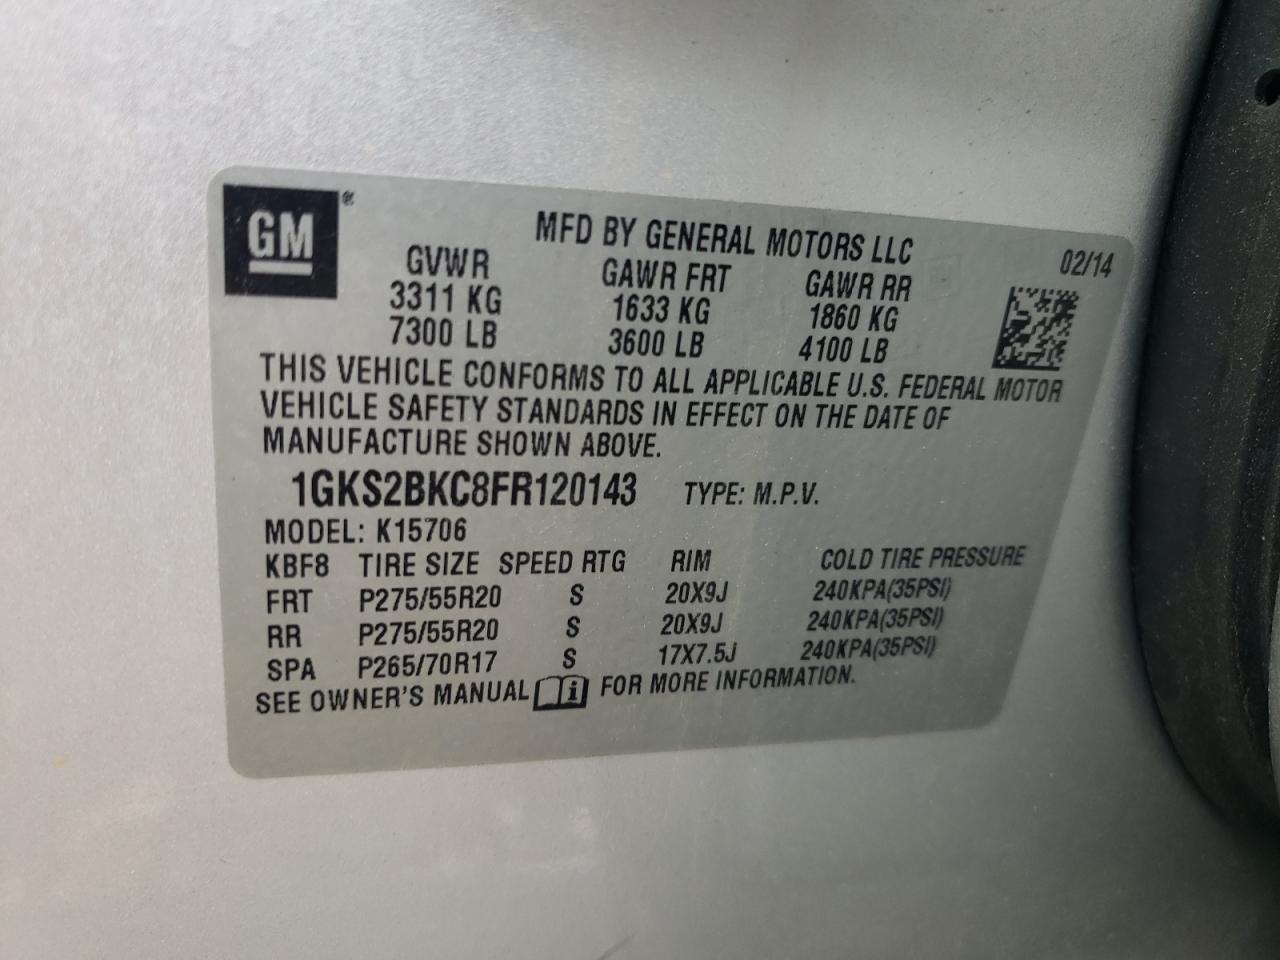 GM®
MFD BY GENERAL MOTORS LLC
02/14
GVWR GAWR FRT GAWR RR
3311 KG 1633 KG 1860 KG
7300 LB 3600 LB 4100 LB
THIS VEHICLE CONFORMS TO ALL APPLICABLE U.S. FEDERAL MOTOR
VEHICLE SAFETY STANDARDS IN EFFECT ON THE DATE OF
MANUFACTURE SHOWN ABOVE.
1GKS2BKC8FR120143 TYPE: M.P.V.
MODEL: K15706
KBF8 TIRE SIZE SPEED RTG RIM COLD TIRE PRESSURE
FRT P275/55R20 S 20X9J 240KPA(35PSI)
RR P275/55R20 S 20X9J 240KPA(35PSI)
SPA P265/70R17 S 17X7.5J 240KPA(35PSI)
SEE OWNER'S MANUAL i FOR MORE INFORMATION.